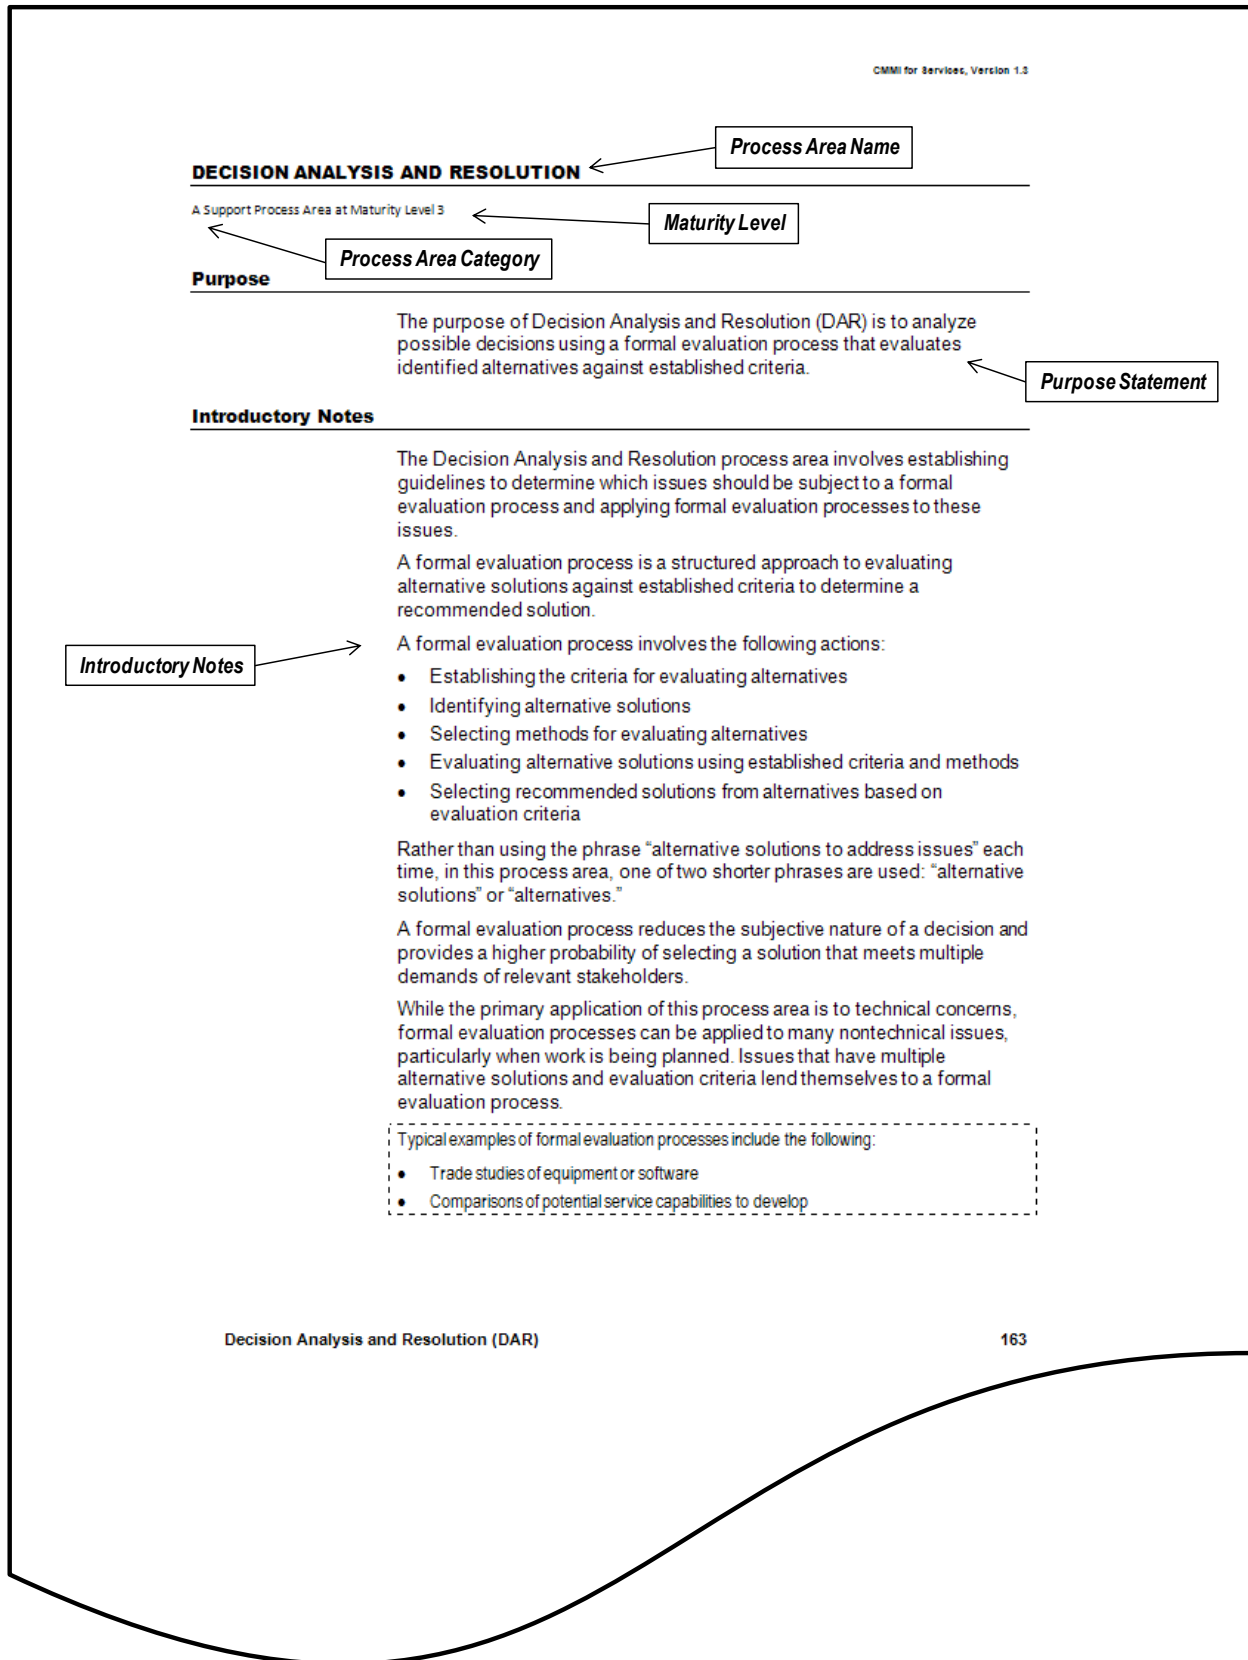 CMMI for Services, Version 1.3
Process Area Name
DECISION ANALYSIS AND RESOLUTION
A Support Process Area at Maturity Level 3
Maturity Level
Process Area Category
Purpose
The purpose of Decision Analysis and Resolution (DAR) is to analyze
possible decisions using a formal evaluation process that evaluates
identified alternatives against established criteria.
Purpose Statement
Introductory Notes
The Decision Analysis and Resolution process area involves establishing
guidelines to determine which issues should be subject to a formal
evaluation process and applying formal evaluation processes to these
issues.
A formal evaluation process is a structured approach to evaluating
alternative solutions against established criteria to determine a
recommended solution.
A formal evaluation process involves the following actions:
Introductory Notes
• Establishing the criteria for evaluating alternatives
• Identifying alternative solutions
• Selecting methods for evaluating alternatives
• Evaluating alternative solutions using established criteria and methods
• Selecting recommended solutions from alternatives based on
evaluation criteria
Rather than using the phrase “alternative solutions to address issues” each
time, in this process area, one of two shorter phrases are used: “alternative
solutions” or “alternatives.”
A formal evaluation process reduces the subjective nature of a decision and
provides a higher probability of selecting a solution that meets multiple
demands of relevant stakeholders.
While the primary application of this process area is to technical concerns,
formal evaluation processes can be applied to many nontechnical issues,
particularly when work is being planned. Issues that have multiple
alternative solutions and evaluation criteria lend themselves to a formal
evaluation process.
Typical examples of formal evaluation processes include the following:
• Trade studies of equipment or software
• Comparisons of potential service capabilities to develop
Decision Analysis and Resolution (DAR) 163